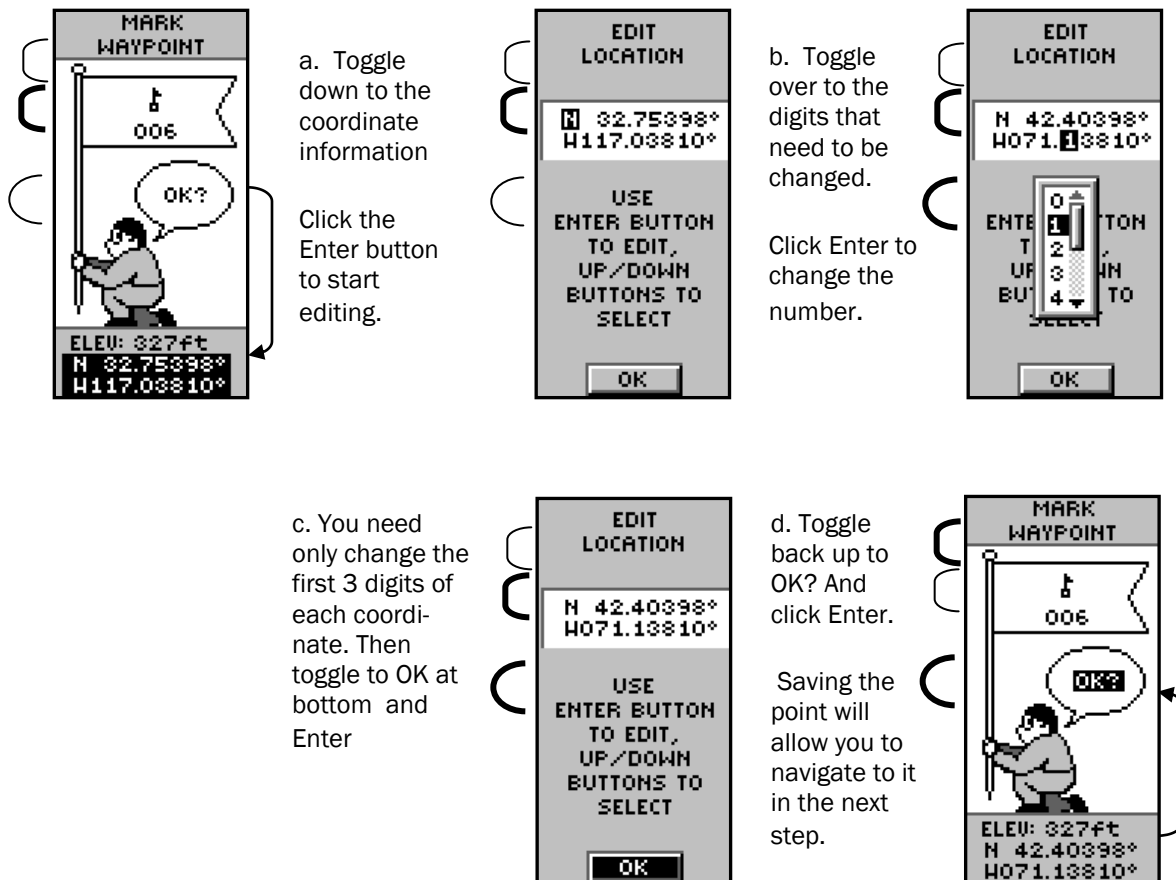 MARK
WAYPOINT
006
OK?
ELEV: 327ft
N 32.75398°
W117.03810°
a. Toggle
down to the
coordinate
information
Click the
Enter button
to start
editing.
EDIT
LOCATION
N 32.75398°
W117.03810°
USE
ENTER BUTTON
TO EDIT,
UP/DOWN
BUTTONS TO
SELECT
OK
b. Toggle
over to the
digits that
need to be
changed.
Click Enter to
change the
number.
EDIT
LOCATION
N 42.40398°
W071.13810°
0
1
2
3
4
OK
c. You need
only change the
first 3 digits of
each coordi-
nate. Then
toggle to OK at
bottom and
Enter
EDIT
LOCATION
N 42.40398°
W071.13810°
USE
ENTER BUTTON
TO EDIT,
UP/DOWN
BUTTONS TO
SELECT
OK
d. Toggle
back up to
OK? And
click Enter.
Saving the
point will
allow you to
navigate to it
in the next
step.
MARK
WAYPOINT
006
OK?
ELEV: 327ft
N 42.40398°
W071.13810°